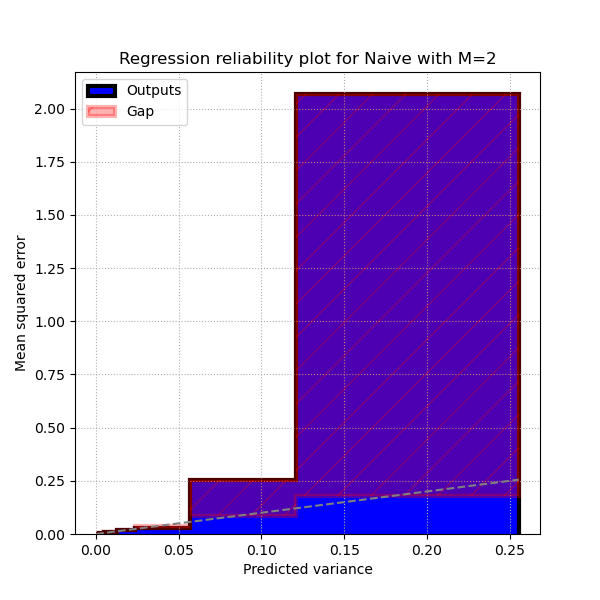 Regression reliability plot for Naive with M=2
Outputs
Gap
2.00
1.75
1.50
1.25
1.00
0.75
0.50
0.25
0.00
Mean squared error
0.00 0.05 0.10 0.15 0.20 0.25
Predicted variance